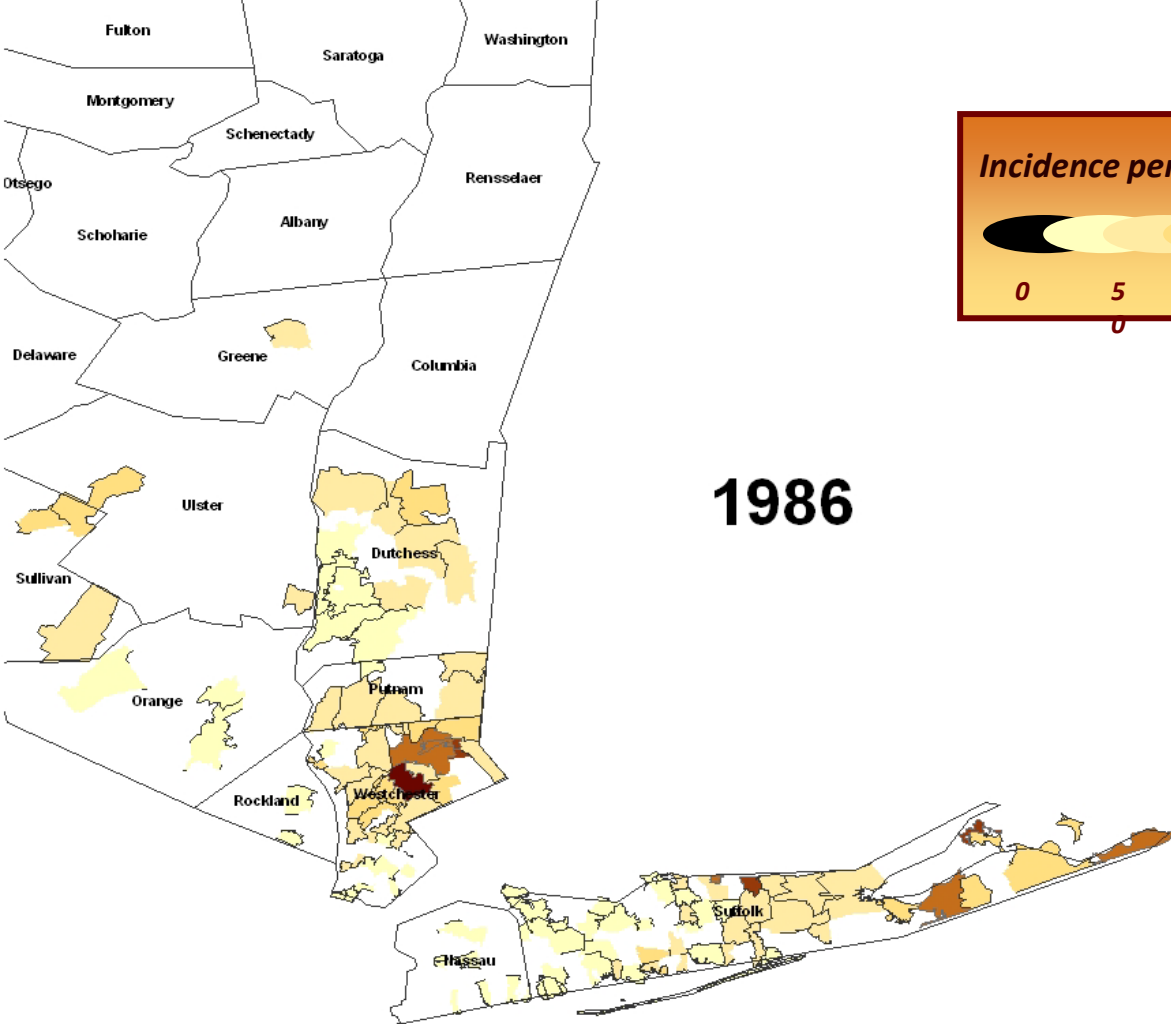 Fulton
Saratoga
Washington
Montgomery
Schenectady
Rensselaer
Otsego
Albany
Schoharie
Incidence per
0 5
0
Delaware
Greene
Columbia
Ulster
1986
Dutchess
Sullivan
Putnam
Orange
Rockland
Westchester
Suffolk
Nassau